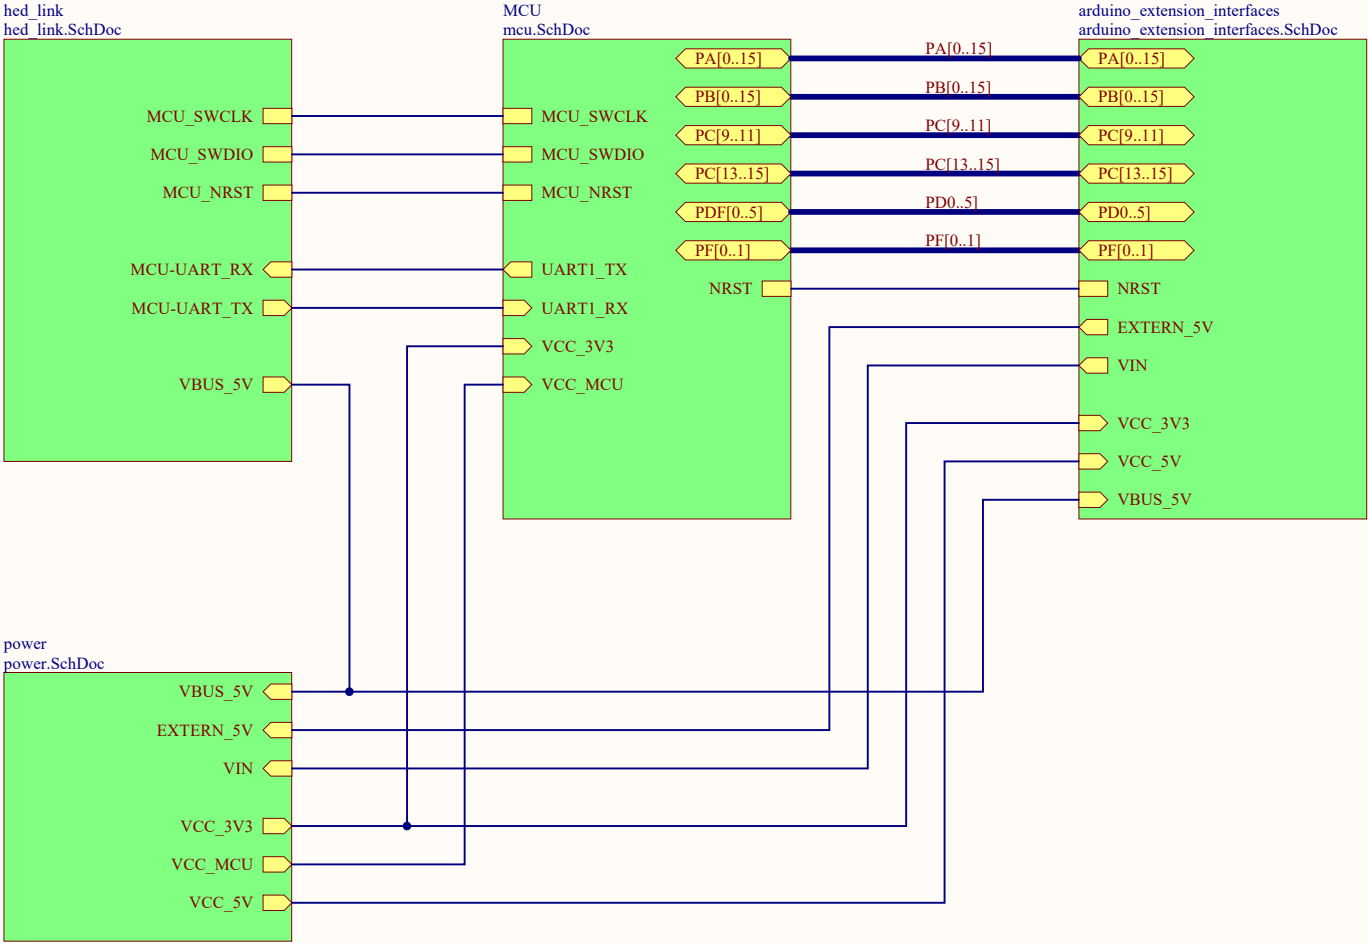 hed_link
hed_link.SchDoc
MCU_SWCLK
MCU_SWDIO
MCU_NRST
MCU-UART_RX
MCU-UART_TX
VBUS_5V
MCU
mcu.SchDoc
MCU_SWCLK
MCU_SWDIO
MCU_NRST
UART1_TX
UART1_RX
VCC_3V3
VCC_MCU
PA[0..15]
PB[0..15]
PC[9..11]
PC[13..15]
PDF[0..5]
PF[0..1]
NRST
PA[0..15]
PB[0..15]
PC[9..11]
PC[13..15]
PD0..5]
PF[0..1]
arduino_extension_interfaces
arduino_extension_interfaces.SchDoc
PA[0..15]
PB[0..15]
PC[9..11]
PC[13..15]
PD0..5]
PF[0..1]
NRST
EXTERN_5V
VIN
VCC_3V3
VCC_5V
VBUS_5V
power
power.SchDoc
VBUS_5V
EXTERN_5V
VIN
VCC_3V3
VCC_MCU
VCC_5V